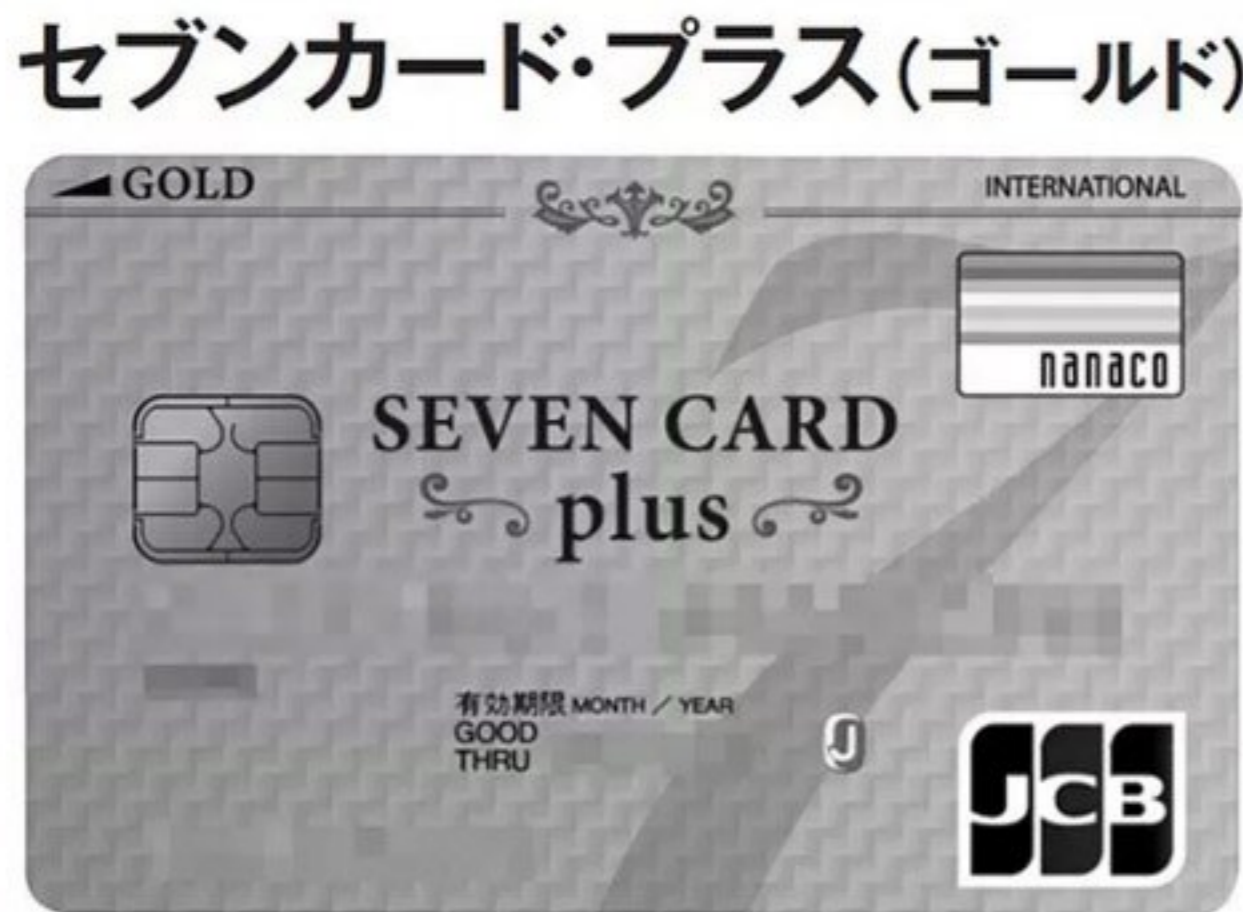 セブンカード・プラス(ゴールド)
GOLD
INTERNATIONAL
nanaco
SEVEN CARD
plus
有効期限 MONTH / YEAR
GOOD
THRU
J
JCB